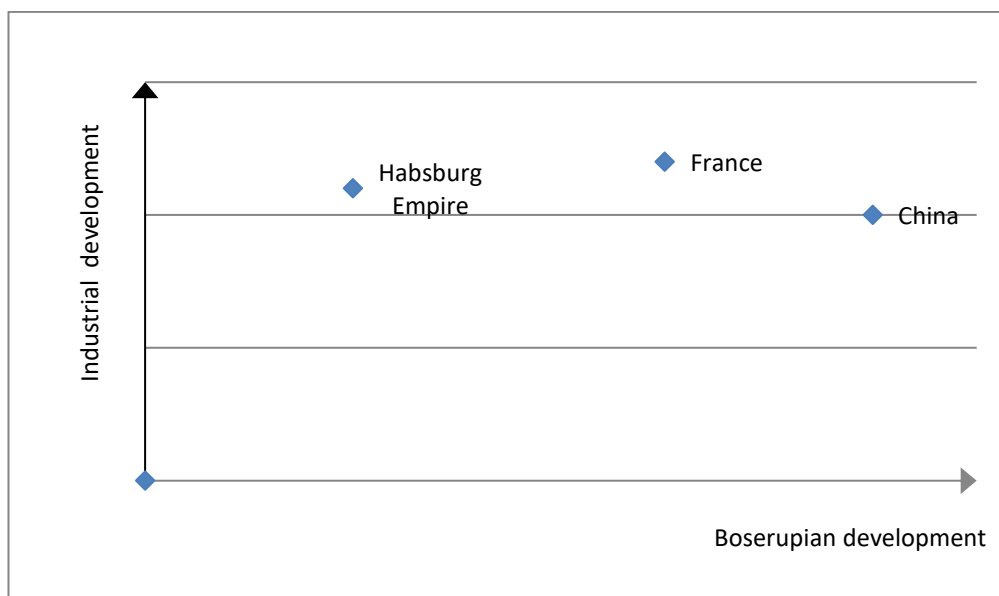 Industrial development
Habsburg
Empire
France
China
Boserupian development